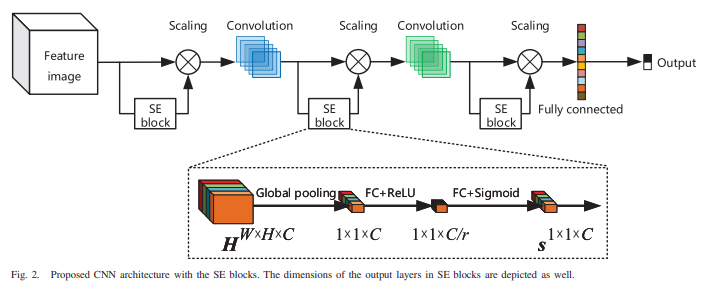 Scaling Convolution Scaling Convolution Scaling
Feature
image
Output
SE
block
SE
block
SE
block
Fully connected
Global pooling FC+ReLU FC+Sigmoid
H W×H×C 1×1×C 1×1×C/r s 1×1×C
Fig. 2. Proposed CNN architecture with the SE blocks. The dimensions of the output layers in SE blocks are depicted as well.